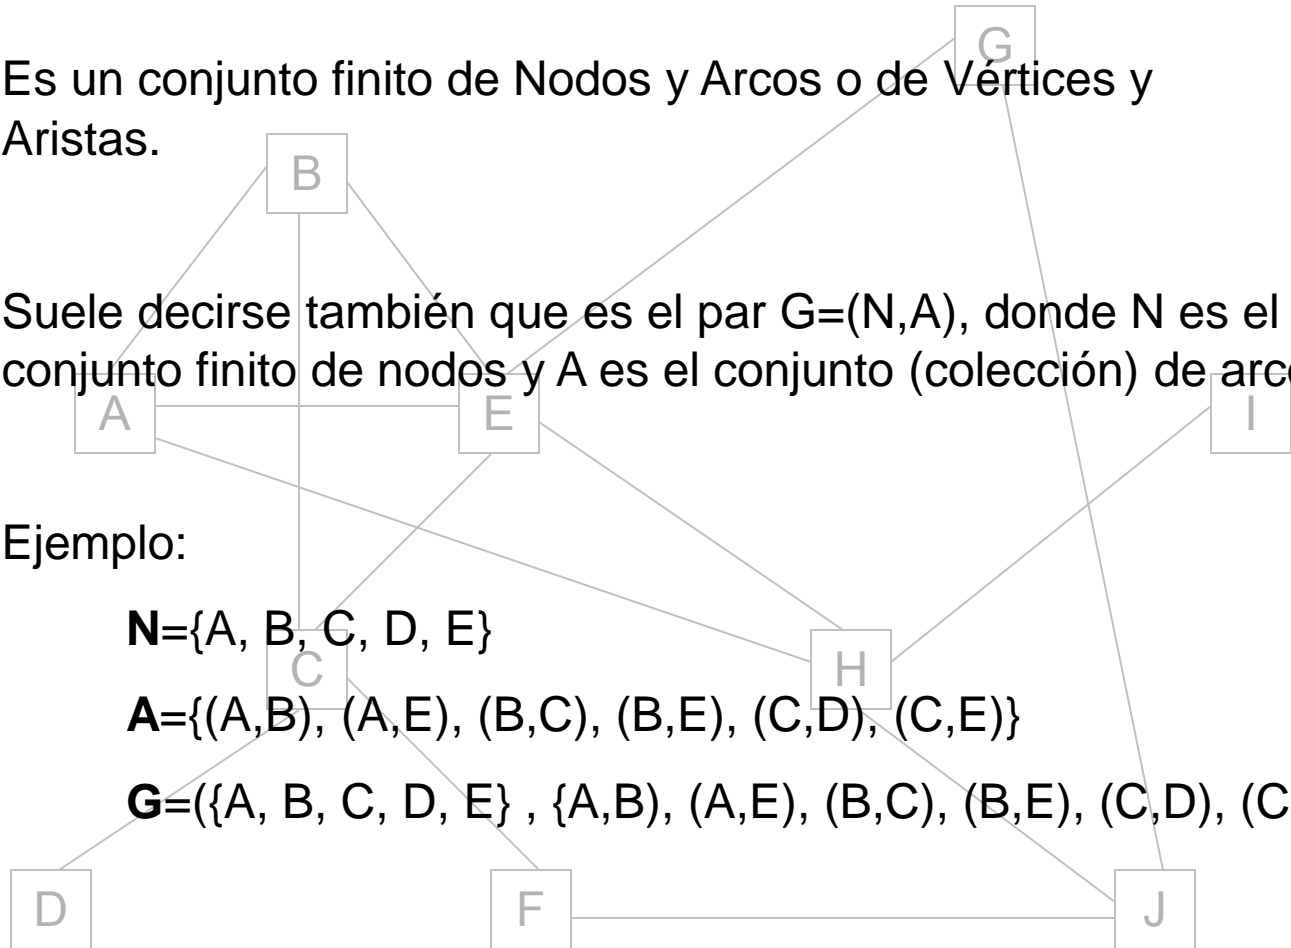 G
Es un conjunto finito de Nodos y Arcos o de Vértices y
Aristas.
B
Suele decirse también que es el par G=(N,A), donde N es el
conjunto finito de nodos y A es el conjunto (colección) de
A
E
I
Ejemplo:
N={A, B, C, D, E}
C
H
A={(A,B), (A,E), (B,C), (B,E), (C,D), (C,E)}
G=({A, B, C, D, E} , {A,B), (A,E), (B,C), (B,E), (C,D), (C
D
F
J